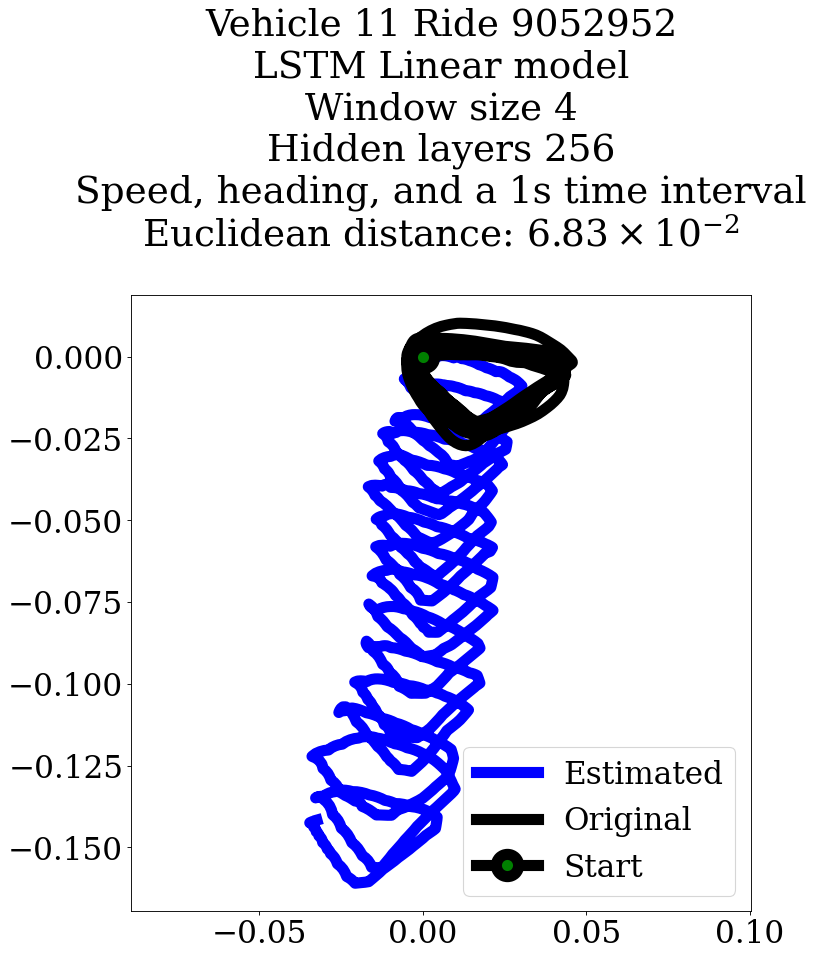 Vehicle 11 Ride 9052952
LSTM Linear model
Window size 4
Hidden layers 256
Speed, heading, and a 1s time interval
Euclidean distance: 6.83 × 10⁻²
0.000
−0.025
−0.050
−0.075
−0.100
−0.125
−0.150
Estimated
Original
Start
−0.05
0.00
0.05
0.10